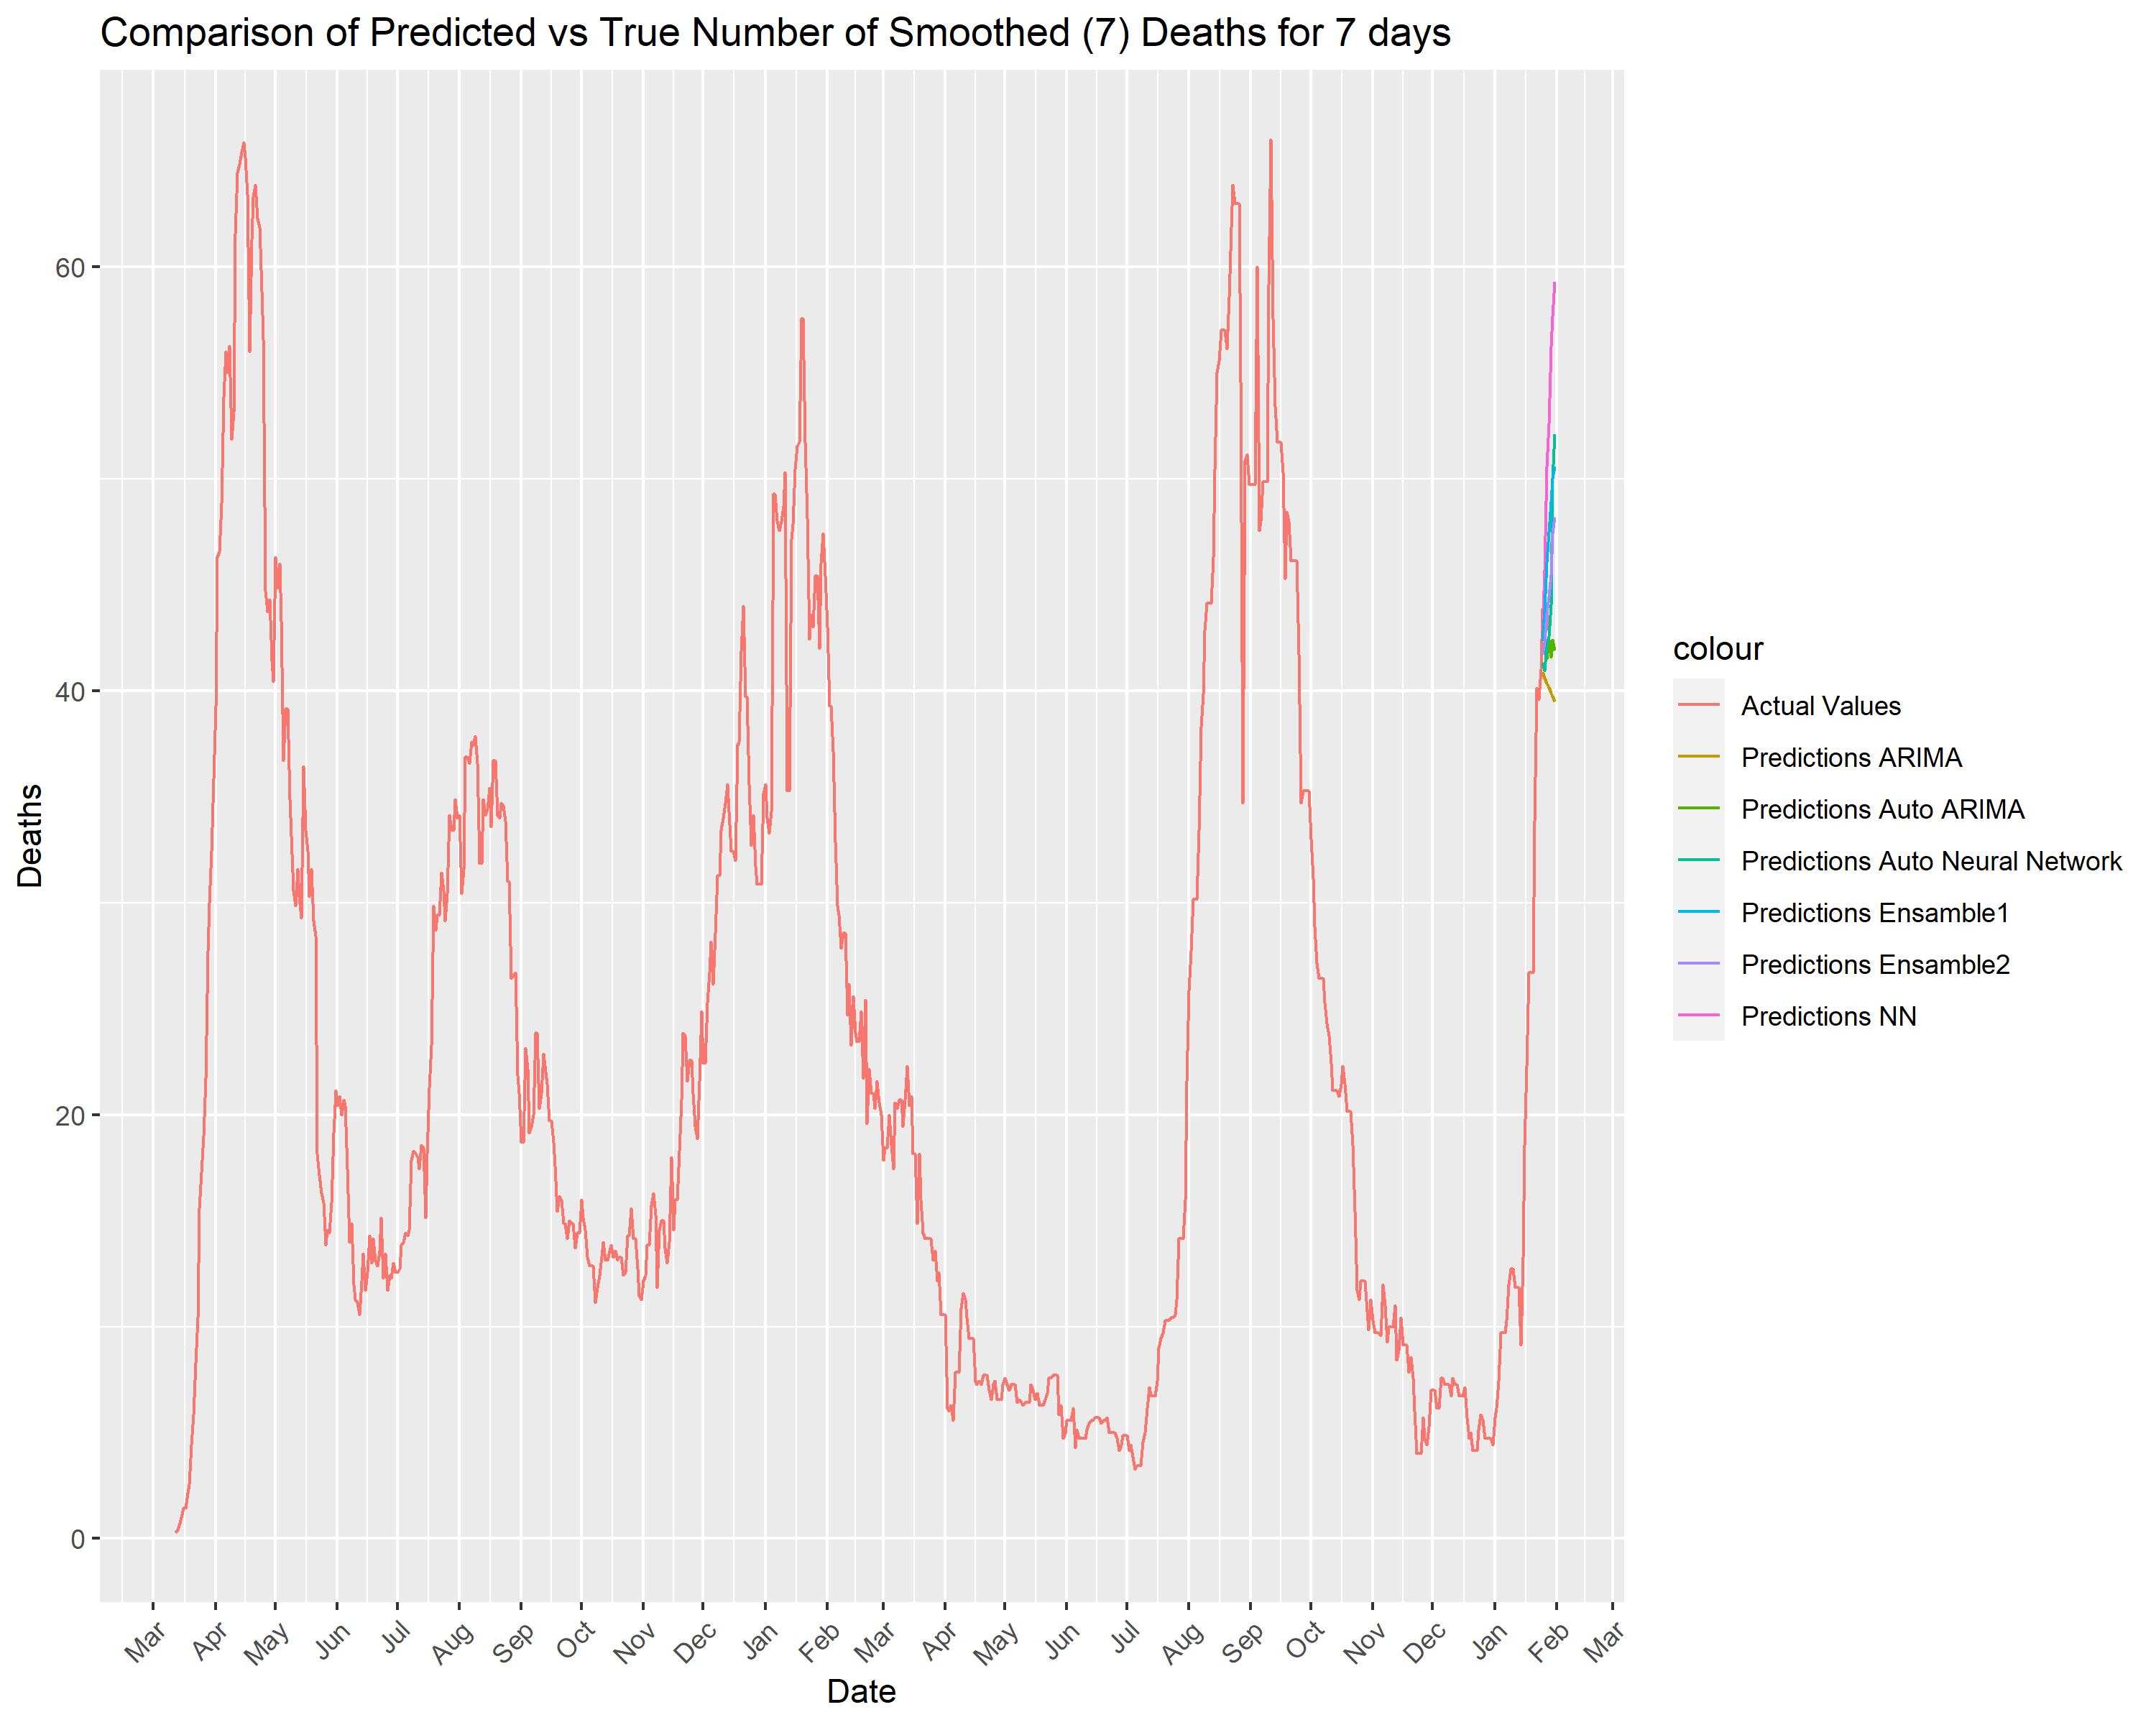 Comparison of Predicted vs True Number of Smoothed (7) Deaths for 7 days
60
40
20
0
Deaths
Mar Apr May Jun Jul Aug Sep Oct Nov Dec Jan Feb Mar Apr May Jun Jul Aug Sep Oct Nov Dec Jan Feb Mar
Date
colour
Actual Values
Predictions ARIMA
Predictions Auto ARIMA
Predictions Auto Neural Network
Predictions Ensamble1
Predictions Ensamble2
Predictions NN